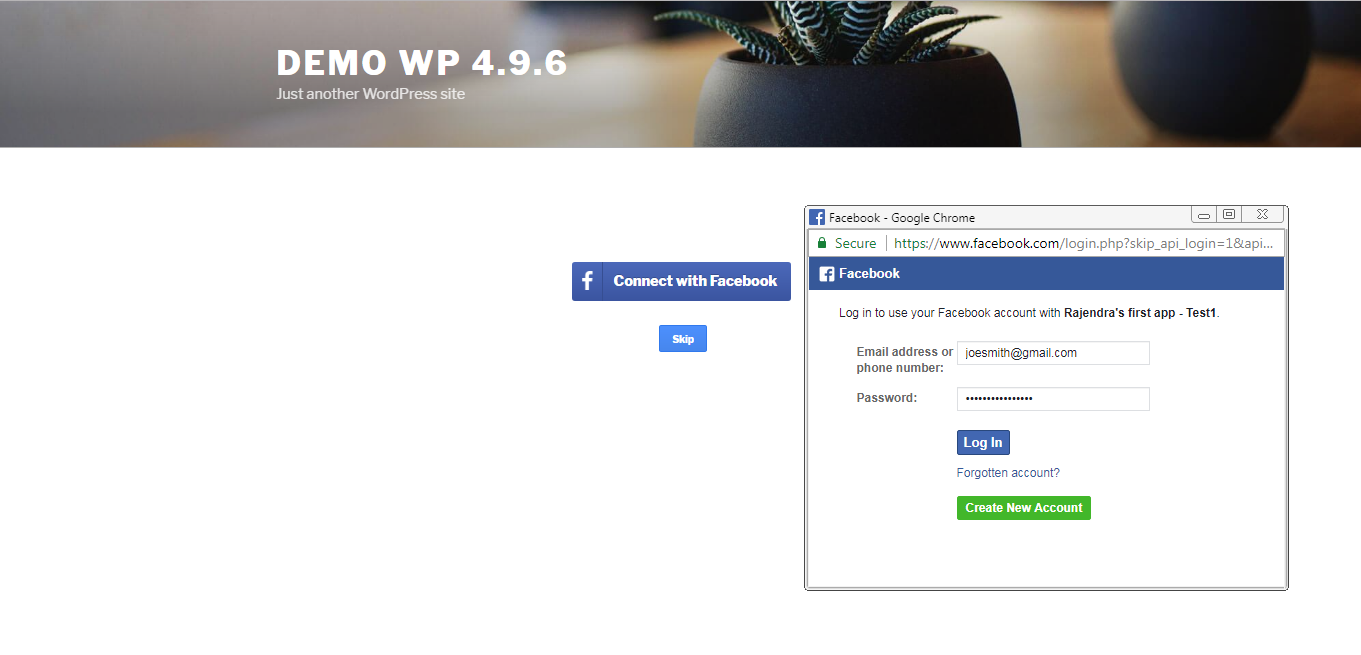 DEMO WP 4.9.6
Just another WordPress site
Facebook - Google Chrome
Secure https://www.facebook.com/login.php?skip_api_login=1&api...
Facebook
Connect with Facebook
Skip
Log in to use your Facebook account with Rajendra's first app - Test1.
Email address or
phone number:
joesmith@gmail.com
Password:
••••••••••••••••
Log In
Forgotten account?
Create New Account